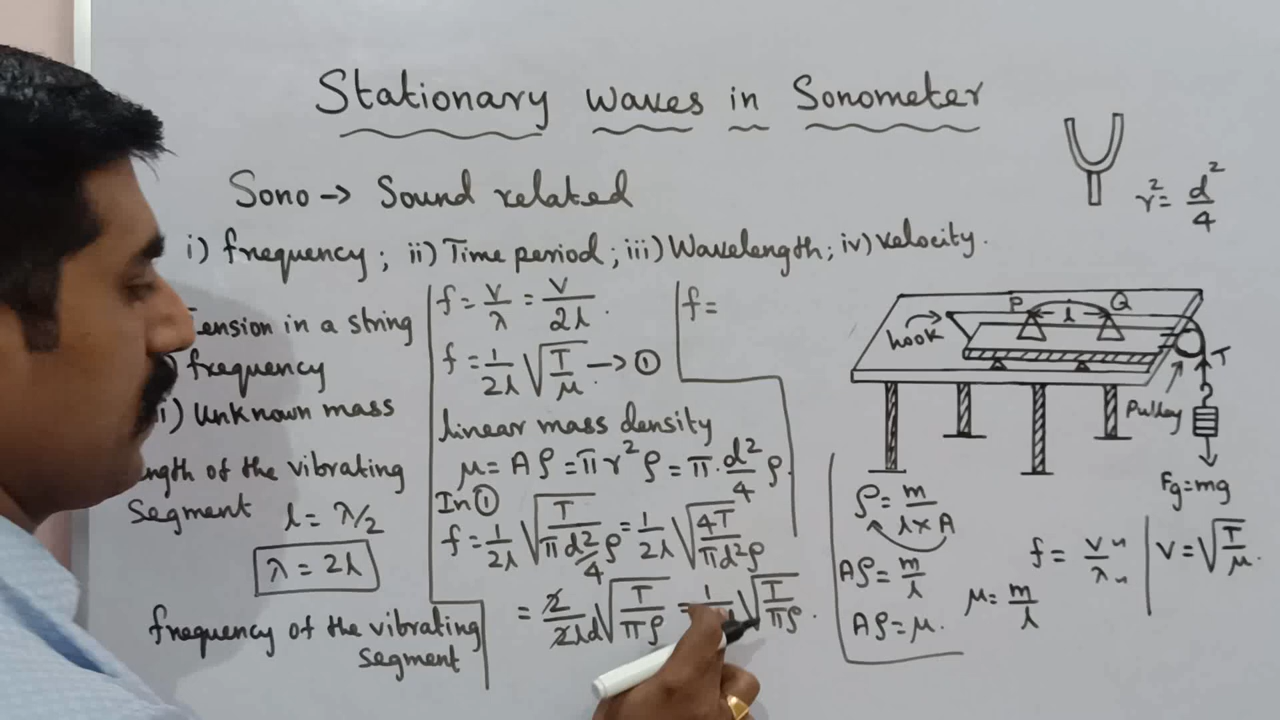 Stationary waves in Sonometer
Sono → Sound related
i) frequency; ii) Time period; iii) Wavelength; iv) velocity.
Tension in a string
frequency
ii) Unknown mass
length of the vibrating
Segment l = λ/2
λ = 2l
frequency of the vibrating
segment
f = v/λ = v/2l.
f = 1/2l √(T/μ) → ①
linear mass density
μ = Aρ = πr²ρ = π·d²/4 ρ.
In ①
f = 1/2l √(T/(π d²/4 ρ)) = 1/2l √(4T/πd²ρ)
= 2/2ld √(T/πρ) = 1/ √(T/πρ).
f =
r² = d²/4
hook
P l Q
T
Pulley
Fg = mg
ρ = m/(l×A)
Aρ = m/l
Aρ = μ.
μ = m/l
f = v"/λ"
v = √(T/μ).